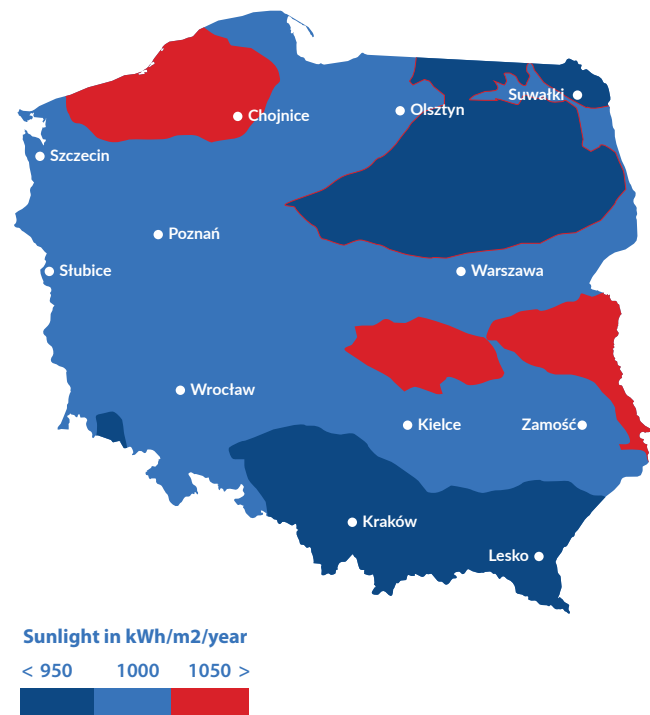 Suwałki
Olsztyn
Chojnice
Szczecin
Poznań
Słubice
Warszawa
Wrocław
Kielce
Zamość
Kraków
Lesko
Sunlight in kWh/m2/year
< 950 1000 1050 >